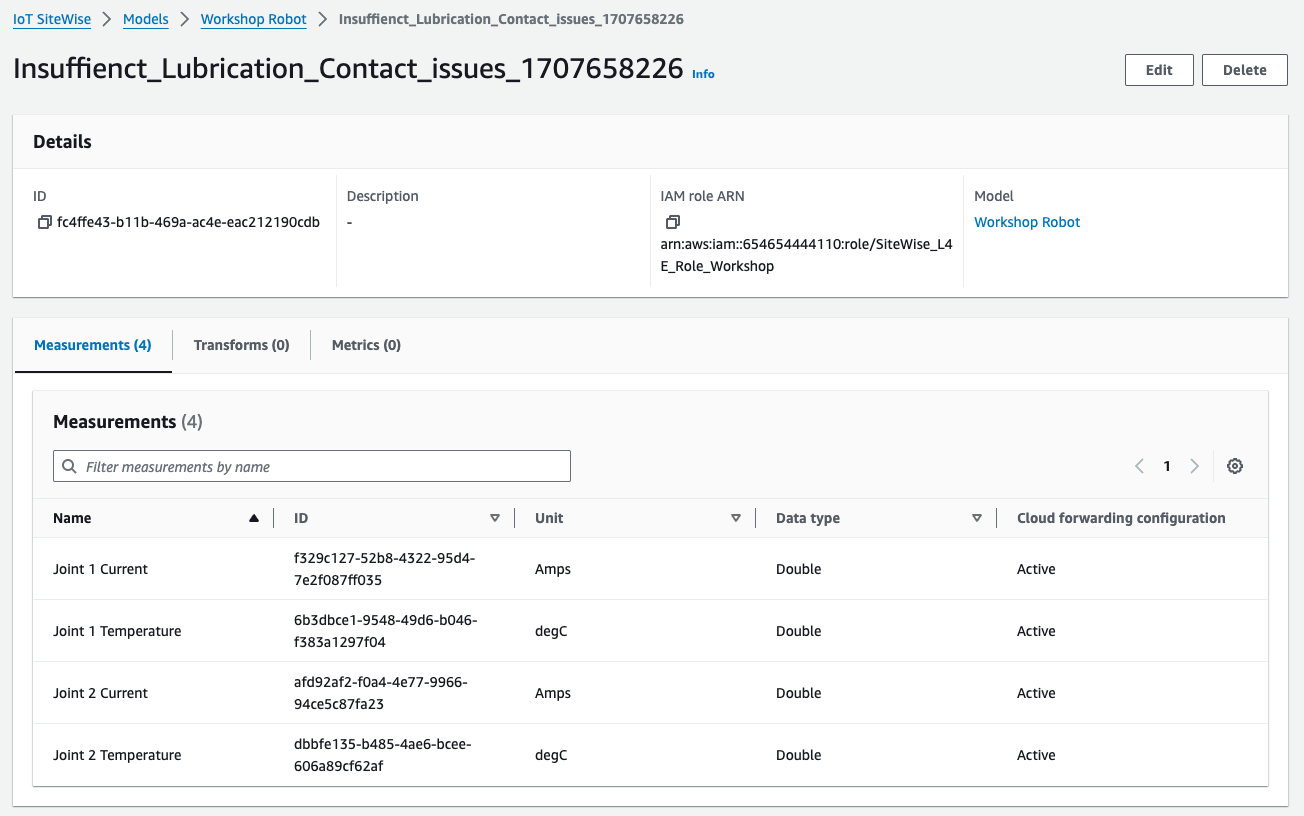 IoT SiteWise > Models > Workshop Robot > Insuffienct_Lubrication_Contact_issues_1707658226
Insuffienct_Lubrication_Contact_issues_1707658226 Info
Edit Delete
Details
ID Description IAM role ARN Model
fc4ffe43-b11b-469a-ac4e-eac212190cdb - Workshop Robot
arn:aws:iam::654654444110:role/SiteWise_L4
E_Role_Workshop
Measurements (4) Transforms (0) Metrics (0)
Measurements (4)
Filter measurements by name 1
Name ID Unit Data type Cloud forwarding configuration
f329c127-52b8-4322-95d4-
Joint 1 Current Amps Double Active
7e2f087ff035
6b3dbce1-9548-49d6-b046-
Joint 1 Temperature degC Double Active
f383a1297f04
afd92af2-f0a4-4e77-9966-
Joint 2 Current Amps Double Active
94ce5c87fa23
dbbfe135-b485-4ae6-bcee-
Joint 2 Temperature degC Double Active
606a89cf62af